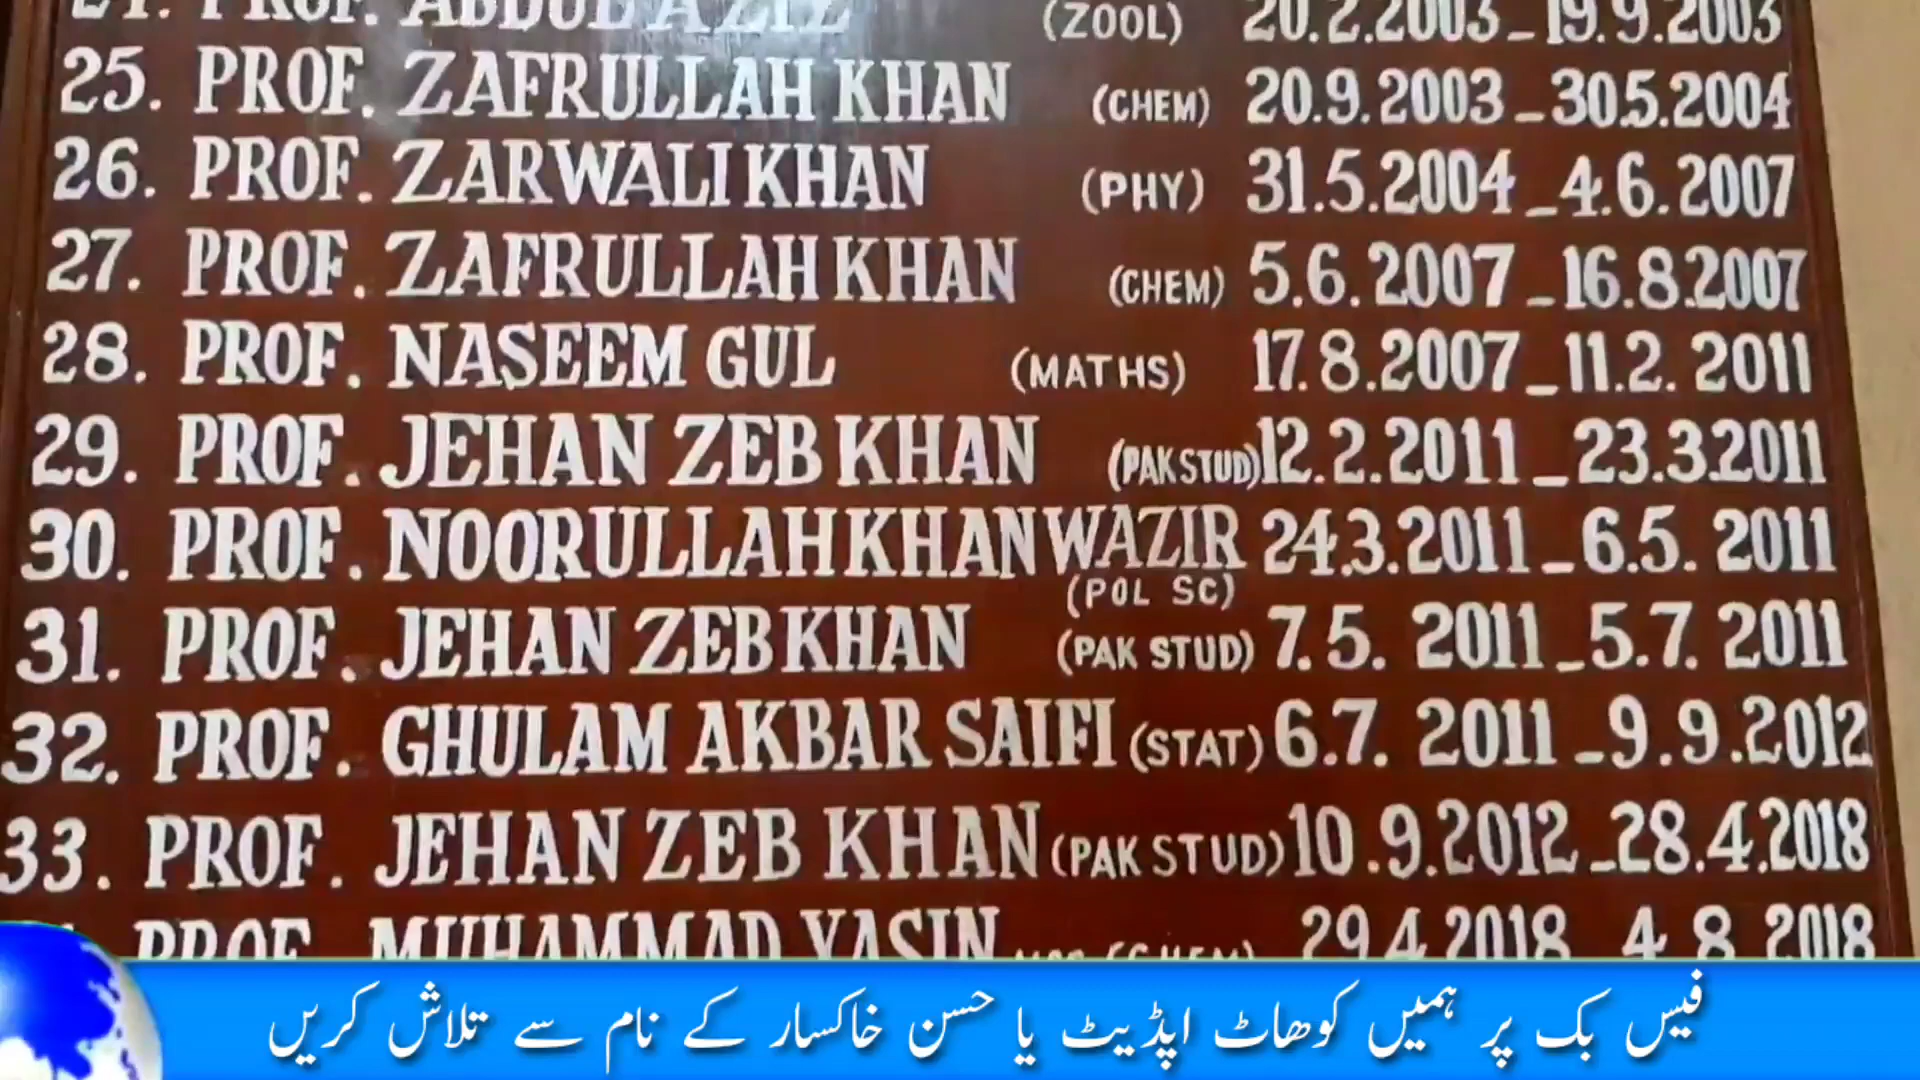 24. PROF. ABDUL AZIZ (ZOOL) 20.2.2003 _ 19.9.2003
25. PROF. ZAFRULLAH KHAN (CHEM) 20.9.2003 _ 30.5.2004
26. PROF. ZARWALI KHAN (PHY) 31.5.2004 _ 4.6.2007
27. PROF. ZAFRULLAH KHAN (CHEM) 5.6.2007 _ 16.8.2007
28. PROF. NASEEM GUL (MATHS) 17.8.2007 _ 11.2.2011
29. PROF. JEHAN ZEB KHAN (PAK STUD) 12.2.2011 _ 23.3.2011
30. PROF. NOORULLAH KHAN WAZIR 24.3.2011 _ 6.5.2011
(POL SC)
31. PROF. JEHAN ZEB KHAN (PAK STUD) 7.5.2011 _ 5.7.2011
32. PROF. GHULAM AKBAR SAIFI (STAT) 6.7.2011 _ 9.9.2012
33. PROF. JEHAN ZEB KHAN (PAK STUD) 10.9.2012 _ 28.4.2018
PROF. MUHAMMAD YASIN (CHEM) 29.4.2018 4.8.2018
فیس بک پر ہمیں کوھاٹ اپڈیٹ یا حسن خاکسار کے نام سے تلاش کریں